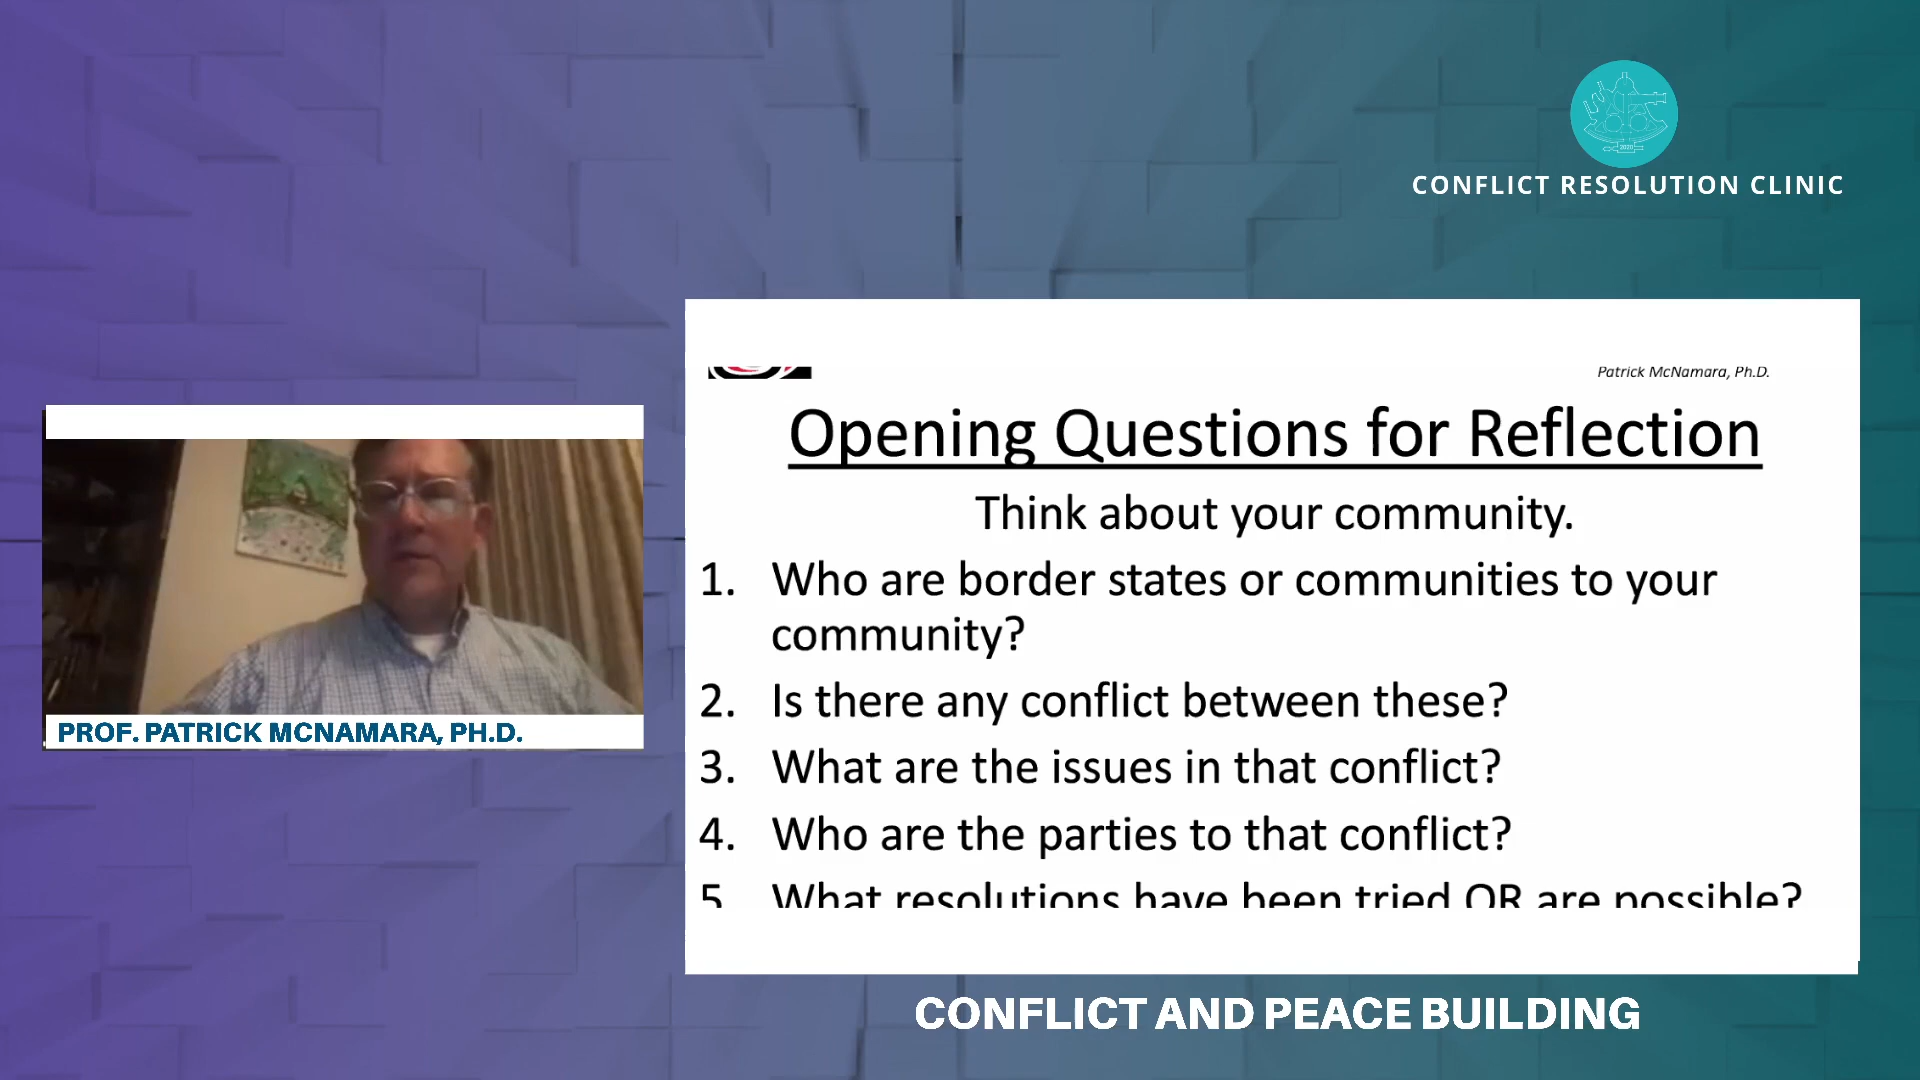 2020
CONFLICT RESOLUTION CLINIC
Patrick McNamara, Ph.D.
Opening Questions for Reflection
Think about your community.
1. Who are border states or communities to your
community?
2. Is there any conflict between these?
3. What are the issues in that conflict?
4. Who are the parties to that conflict?
5. What resolutions have been tried OR are possible?
PROF. PATRICK MCNAMARA, PH.D.
CONFLICT AND PEACE BUILDING